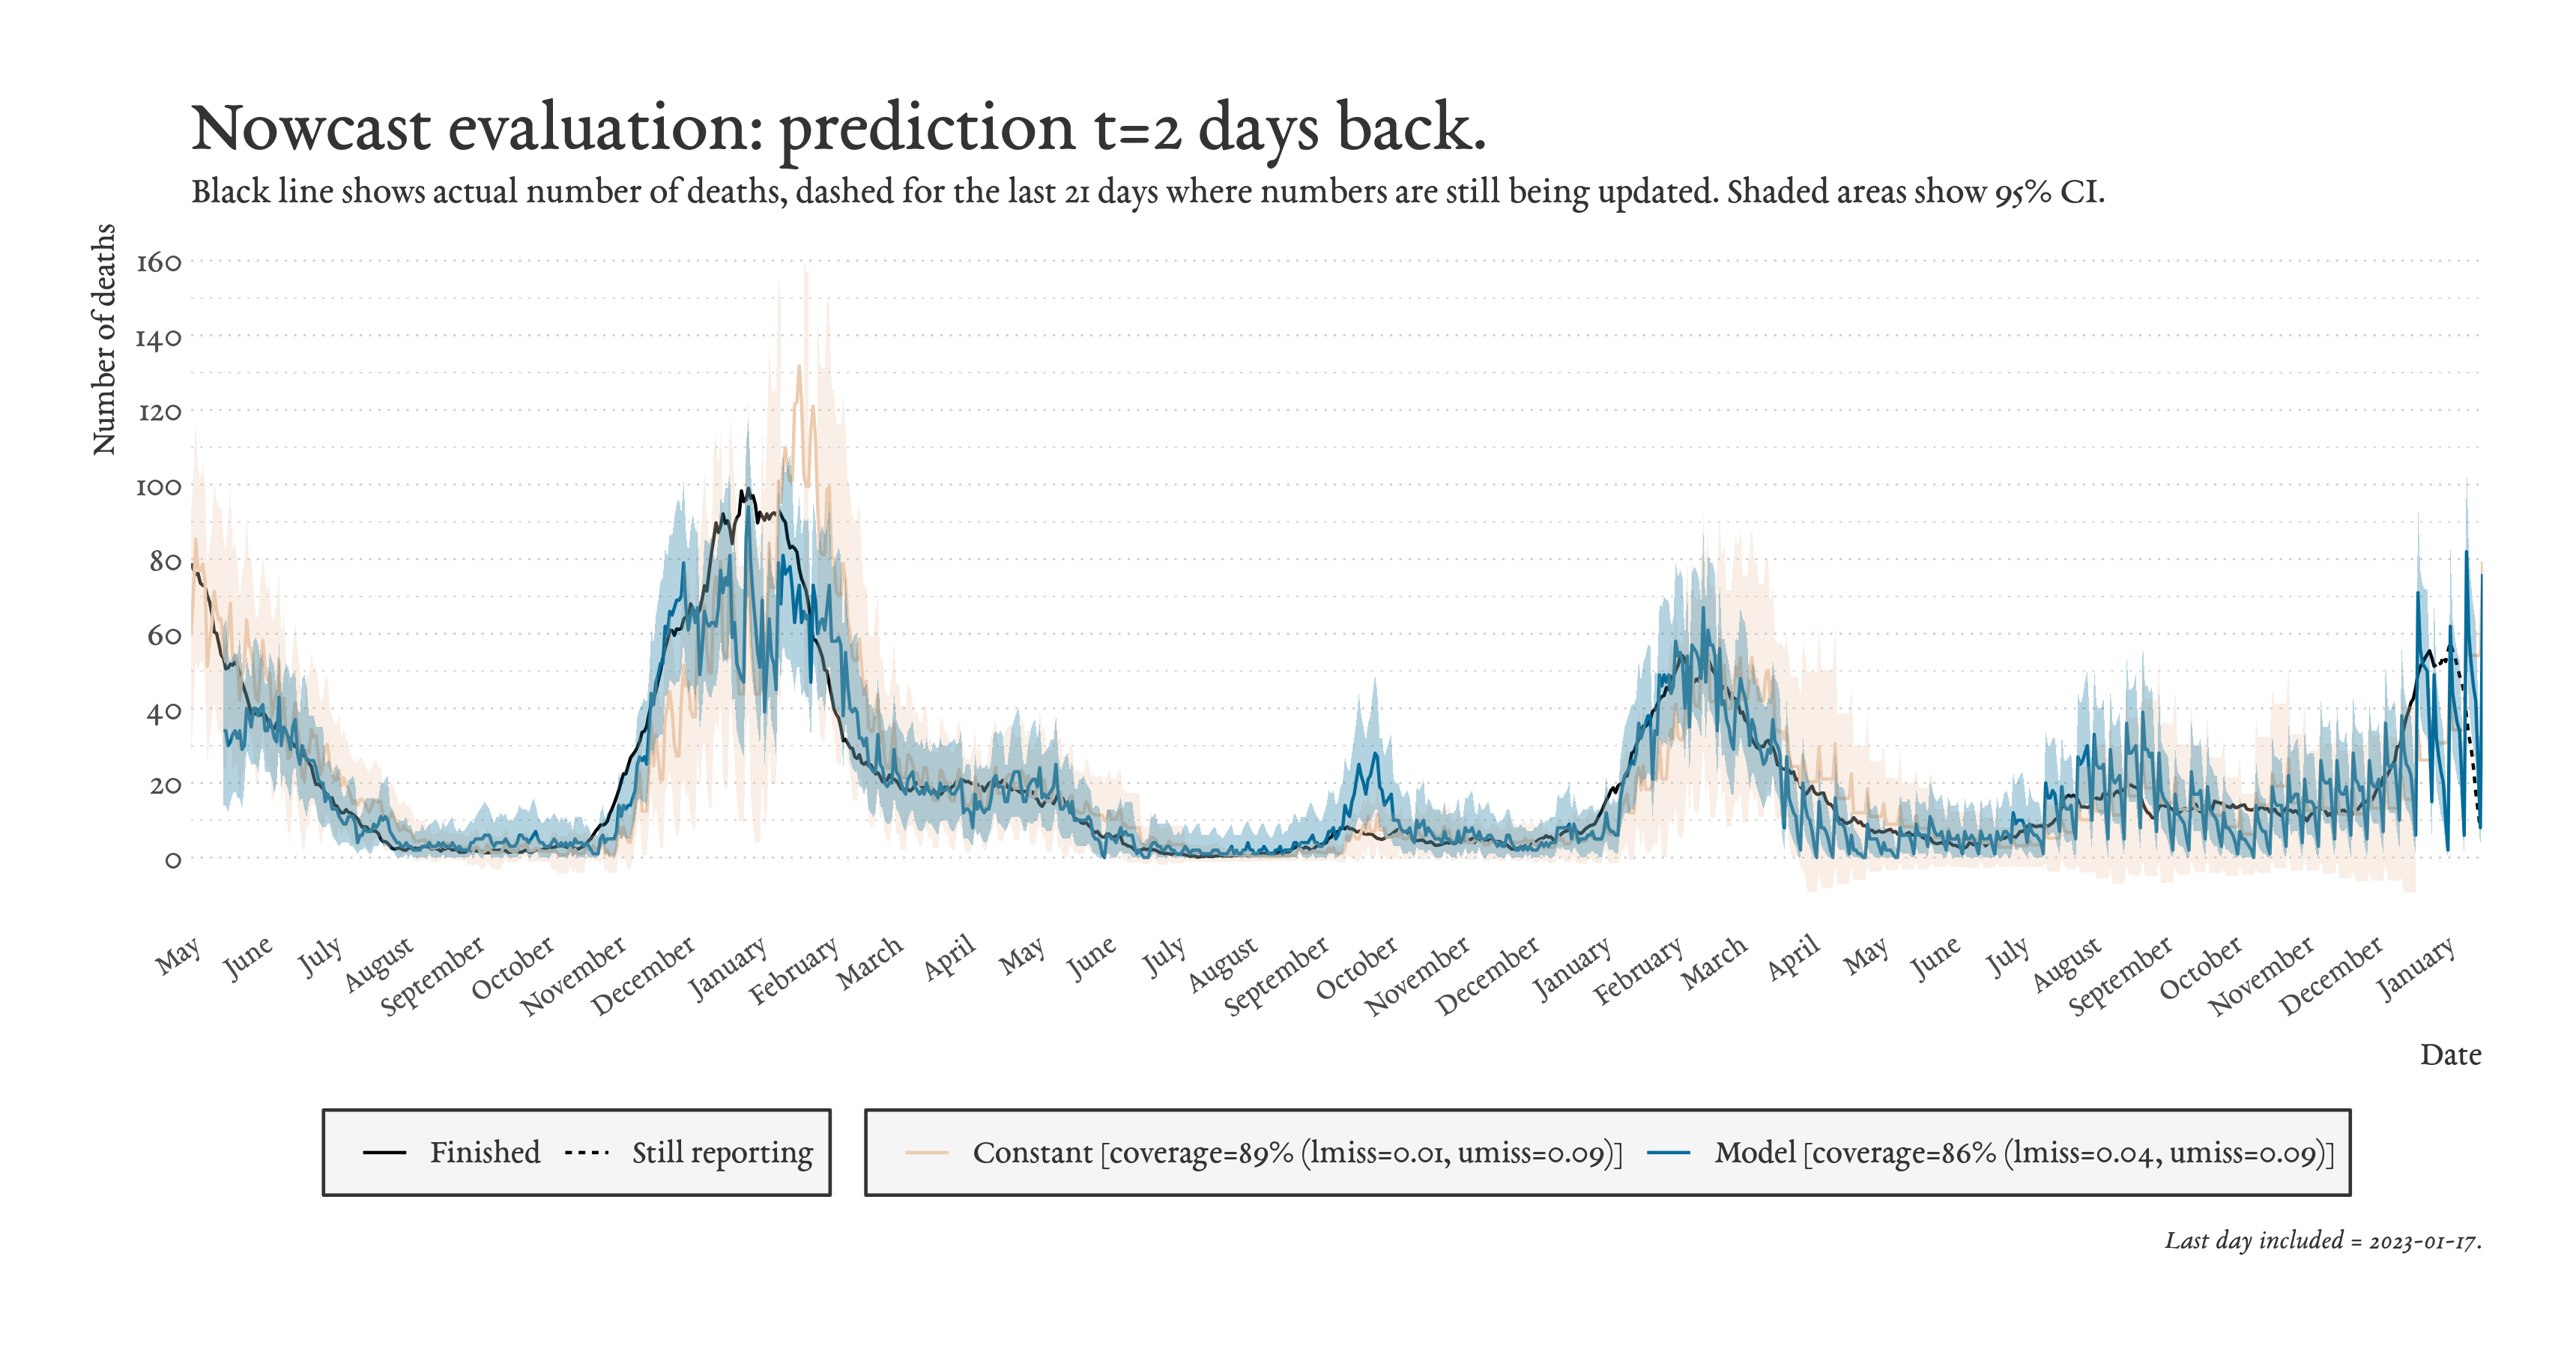 Nowcast evaluation: prediction t=2 days back.
Black line shows actual number of deaths, dashed for the last 21 days where numbers are still being updated. Shaded areas show 95% CI.
Number of deaths
160
140
120
100
80
60
40
20
0
May June July August September October November December January February March April May June July August September October November December January February March April May June July August September October November December January
Date
Finished Still reporting Constant [coverage=89% (lmiss=0.01, umiss=0.09)] Model [coverage=86% (lmiss=0.04, umiss=0.09)]
Last day included = 2023-01-17.